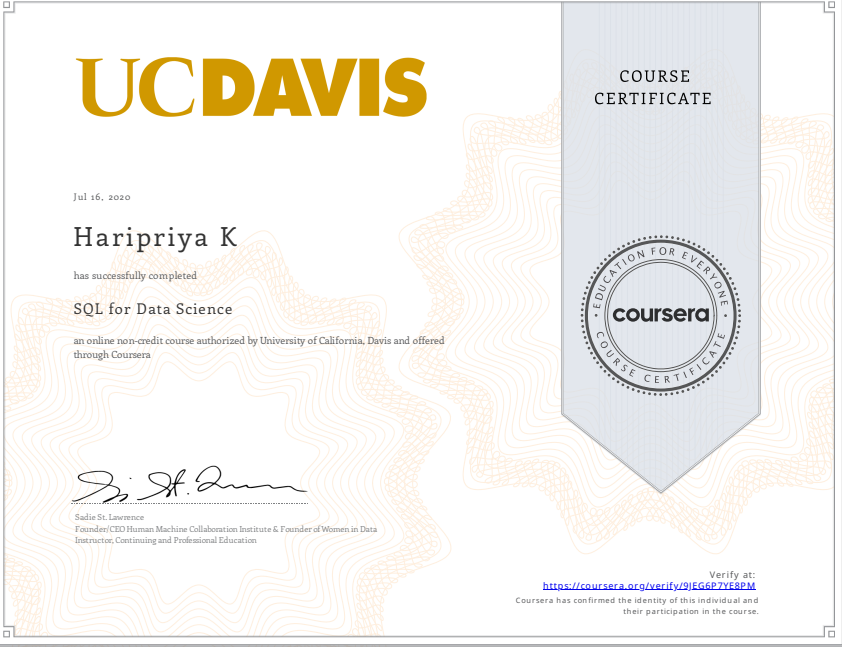 UCDAVIS
COURSE
CERTIFICATE
Jul 16, 2020
Haripriya K
has successfully completed
SQL for Data Science
an online non-credit course authorized by University of California, Davis and offered
through Coursera
EDUCATION FOR EVERYONE
coursera
COURSE CERTIFICATE
Sadie St. Lawrence
Founder/CEO Human Machine Collaboration Institute & Founder of Women in Data
Instructor, Continuing and Professional Education
Verify at:
https://coursera.org/verify/9JEG6P7YE8PM
Coursera has confirmed the identity of this individual and
their participation in the course.